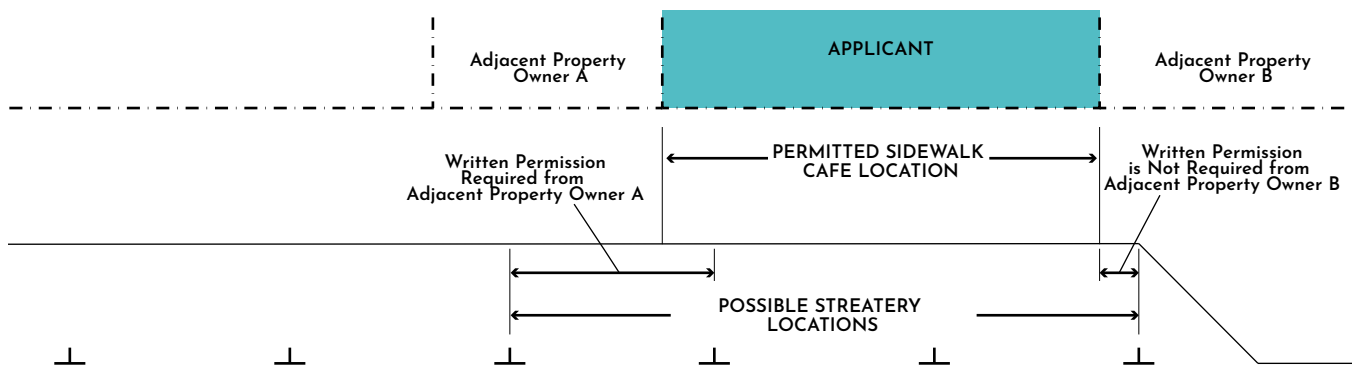 Adjacent Property
Owner A
APPLICANT
Adjacent Property
Owner B
Written Permission
Required from
Adjacent Property Owner A
PERMITTED SIDEWALK
CAFE LOCATION
Written Permission
is Not Required from
Adjacent Property Owner B
POSSIBLE STREATERY
LOCATIONS